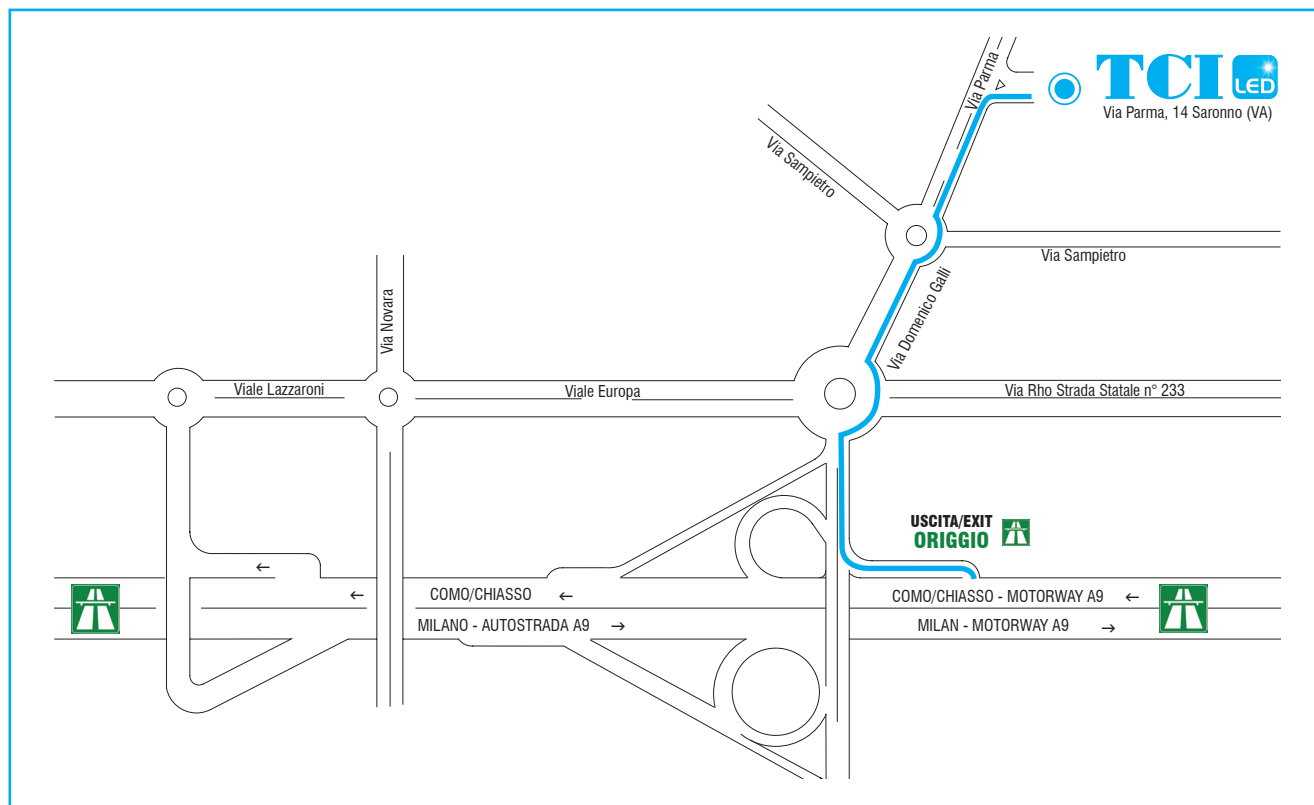 TCI LED
Via Parma, 14 Saronno (VA)
Via Parma
Via Sampietro
Via Sampietro
Via Domenico Galli
Via Novara
Viale Lazzaroni
Viale Europa
Via Rho Strada Statale n° 233
USCITA/EXIT
ORIGGIO
COMO/CHIASSO ←
COMO/CHIASSO - MOTORWAY A9 ←
MILANO - AUTOSTRADA A9 →
MILAN - MOTORWAY A9 →